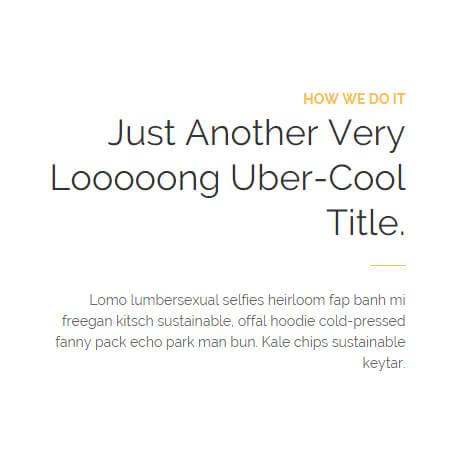 HOW WE DO IT
Just Another Very
Looooong Uber-Cool
Title.
Lomo lumbersexual selfies heirloom fap banh mi
freegan kitsch sustainable, offal hoodie cold-pressed
fanny pack echo park man bun. Kale chips sustainable
keytar.